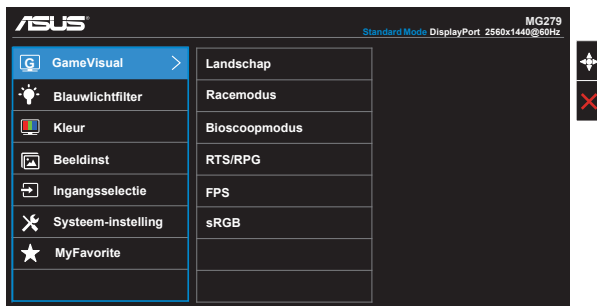 ASUS
MG279
Standard Mode DisplayPort 2560x1440@60Hz
G GameVisual
Blauwlichtfilter
Kleur
Beeldinst
Ingangsselectie
Systeem-instelling
MyFavorite
Landschap
Racemodus
Bioscoopmodus
RTS/RPG
FPS
sRGB